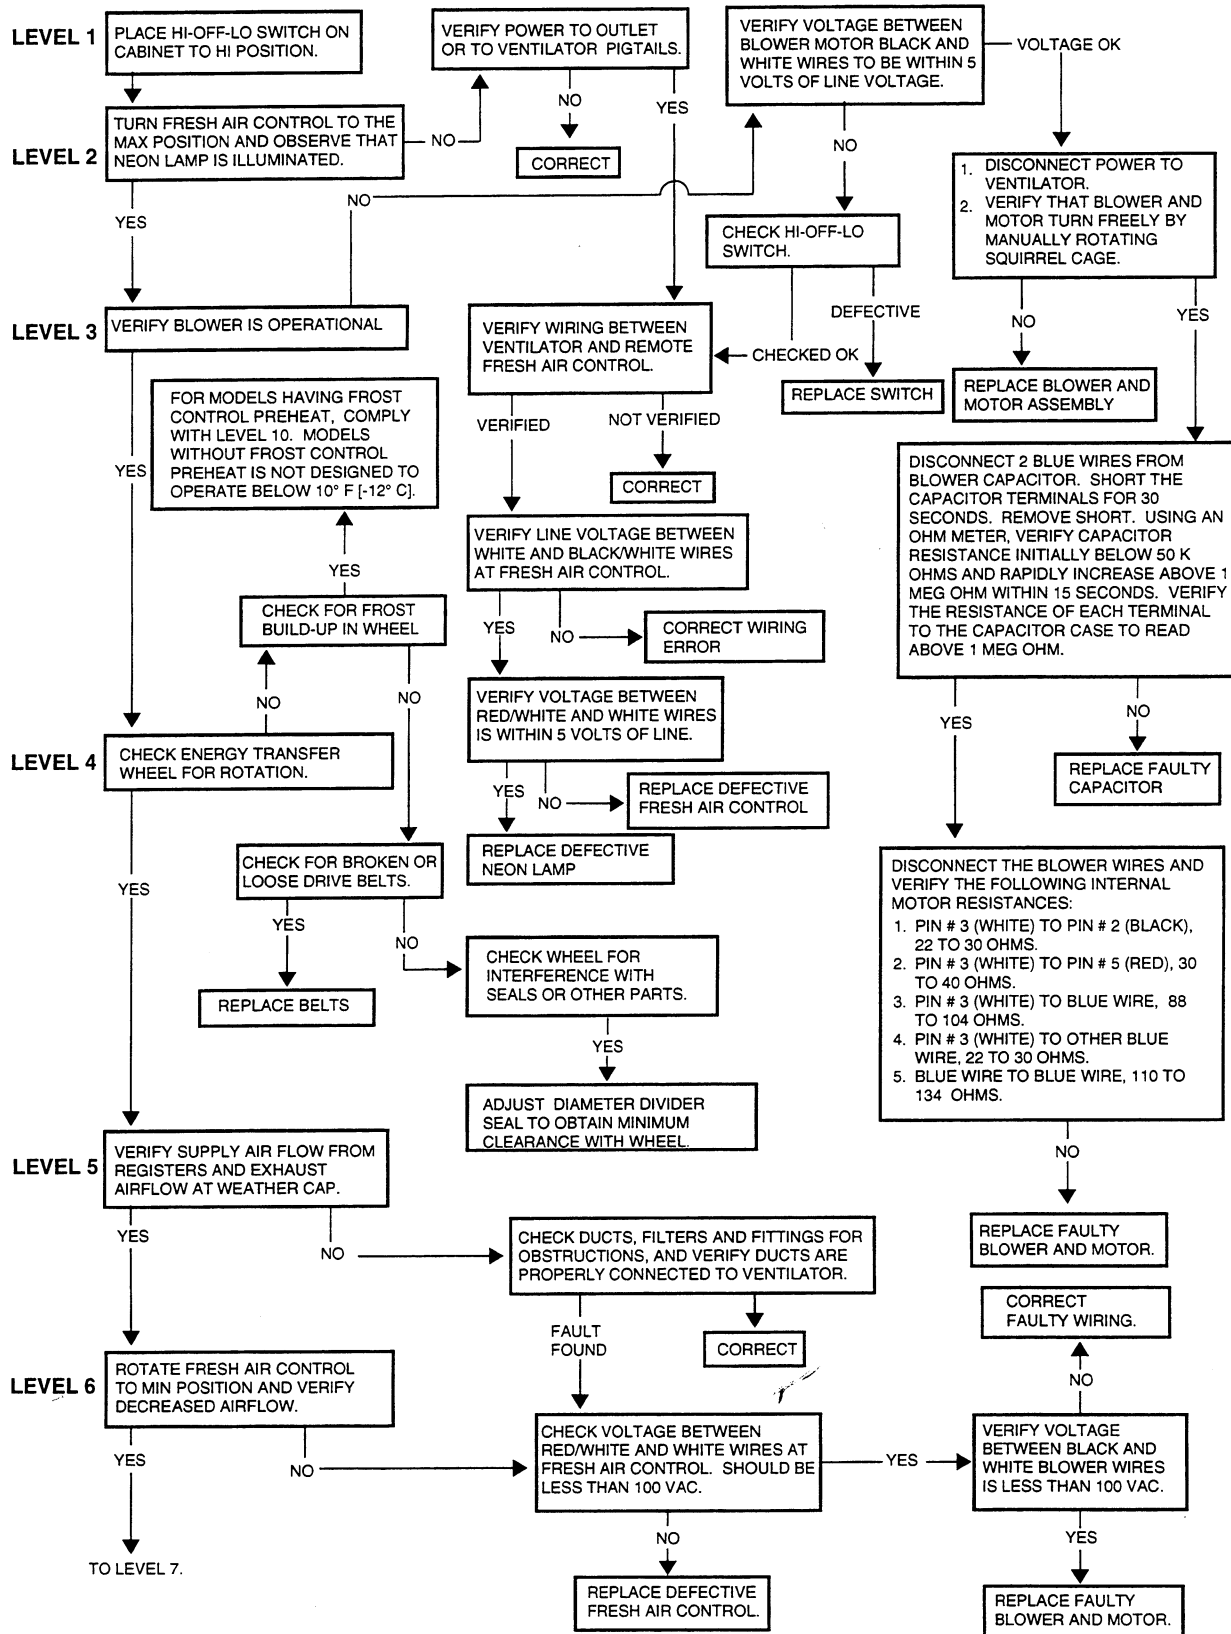 LEVEL 1
PLACE HI-OFF-LO SWITCH ON
CABINET TO HI POSITION.
VERIFY POWER TO OUTLET
OR TO VENTILATOR PIGTAILS.
VERIFY VOLTAGE BETWEEN
BLOWER MOTOR BLACK AND
WHITE WIRES TO BE WITHIN 5
VOLTS OF LINE VOLTAGE.
VOLTAGE OK
NO
YES
LEVEL 2
TURN FRESH AIR CONTROL TO THE
MAX POSITION AND OBSERVE THAT
NEON LAMP IS ILLUMINATED.
NO
CORRECT
NO
1. DISCONNECT POWER TO
VENTILATOR.
2. VERIFY THAT BLOWER AND
MOTOR TURN FREELY BY
MANUALLY ROTATING
SQUIRREL CAGE.
YES
NO
CHECK HI-OFF-LO
SWITCH.
DEFECTIVE
NO
YES
LEVEL 3
VERIFY BLOWER IS OPERATIONAL
VERIFY WIRING BETWEEN
VENTILATOR AND REMOTE
FRESH AIR CONTROL.
CHECKED OK
REPLACE SWITCH
REPLACE BLOWER AND
MOTOR ASSEMBLY
FOR MODELS HAVING FROST
CONTROL PREHEAT, COMPLY
WITH LEVEL 10. MODELS
WITHOUT FROST CONTROL
PREHEAT IS NOT DESIGNED TO
OPERATE BELOW 10° F [-12° C].
VERIFIED
NOT VERIFIED
YES
CORRECT
DISCONNECT 2 BLUE WIRES FROM
BLOWER CAPACITOR. SHORT THE
CAPACITOR TERMINALS FOR 30
SECONDS. REMOVE SHORT. USING AN
OHM METER, VERIFY CAPACITOR
RESISTANCE INITIALLY BELOW 50 K
OHMS AND RAPIDLY INCREASE ABOVE 1
MEG OHM WITHIN 15 SECONDS. VERIFY
THE RESISTANCE OF EACH TERMINAL
TO THE CAPACITOR CASE TO READ
ABOVE 1 MEG OHM.
VERIFY LINE VOLTAGE BETWEEN
WHITE AND BLACK/WHITE WIRES
AT FRESH AIR CONTROL.
YES
CHECK FOR FROST
BUILD-UP IN WHEEL
YES
NO
CORRECT WIRING
ERROR
NO
NO
VERIFY VOLTAGE BETWEEN
RED/WHITE AND WHITE WIRES
IS WITHIN 5 VOLTS OF LINE.
YES
NO
LEVEL 4
CHECK ENERGY TRANSFER
WHEEL FOR ROTATION.
YES
NO
REPLACE DEFECTIVE
FRESH AIR CONTROL
REPLACE FAULTY
CAPACITOR
CHECK FOR BROKEN OR
LOOSE DRIVE BELTS.
REPLACE DEFECTIVE
NEON LAMP
YES
YES
NO
DISCONNECT THE BLOWER WIRES AND
VERIFY THE FOLLOWING INTERNAL
MOTOR RESISTANCES:
1. PIN # 3 (WHITE) TO PIN # 2 (BLACK),
22 TO 30 OHMS.
2. PIN # 3 (WHITE) TO PIN # 5 (RED), 30
TO 40 OHMS.
3. PIN # 3 (WHITE) TO BLUE WIRE, 88
TO 104 OHMS.
4. PIN # 3 (WHITE) TO OTHER BLUE
WIRE, 22 TO 30 OHMS.
5. BLUE WIRE TO BLUE WIRE, 110 TO
134 OHMS.
REPLACE BELTS
CHECK WHEEL FOR
INTERFERENCE WITH
SEALS OR OTHER PARTS.
YES
ADJUST DIAMETER DIVIDER
SEAL TO OBTAIN MINIMUM
CLEARANCE WITH WHEEL.
LEVEL 5
VERIFY SUPPLY AIR FLOW FROM
REGISTERS AND EXHAUST
AIRFLOW AT WEATHER CAP.
NO
YES
NO
CHECK DUCTS, FILTERS AND FITTINGS FOR
OBSTRUCTIONS, AND VERIFY DUCTS ARE
PROPERLY CONNECTED TO VENTILATOR.
REPLACE FAULTY
BLOWER AND MOTOR.
FAULT
FOUND
CORRECT
CORRECT
FAULTY WIRING.
LEVEL 6
ROTATE FRESH AIR CONTROL
TO MIN POSITION AND VERIFY
DECREASED AIRFLOW.
NO
YES
NO
CHECK VOLTAGE BETWEEN
RED/WHITE AND WHITE WIRES AT
FRESH AIR CONTROL. SHOULD BE
LESS THAN 100 VAC.
YES
VERIFY VOLTAGE
BETWEEN BLACK AND
WHITE BLOWER WIRES
IS LESS THAN 100 VAC.
TO LEVEL 7.
NO
YES
REPLACE DEFECTIVE
FRESH AIR CONTROL.
REPLACE FAULTY
BLOWER AND MOTOR.